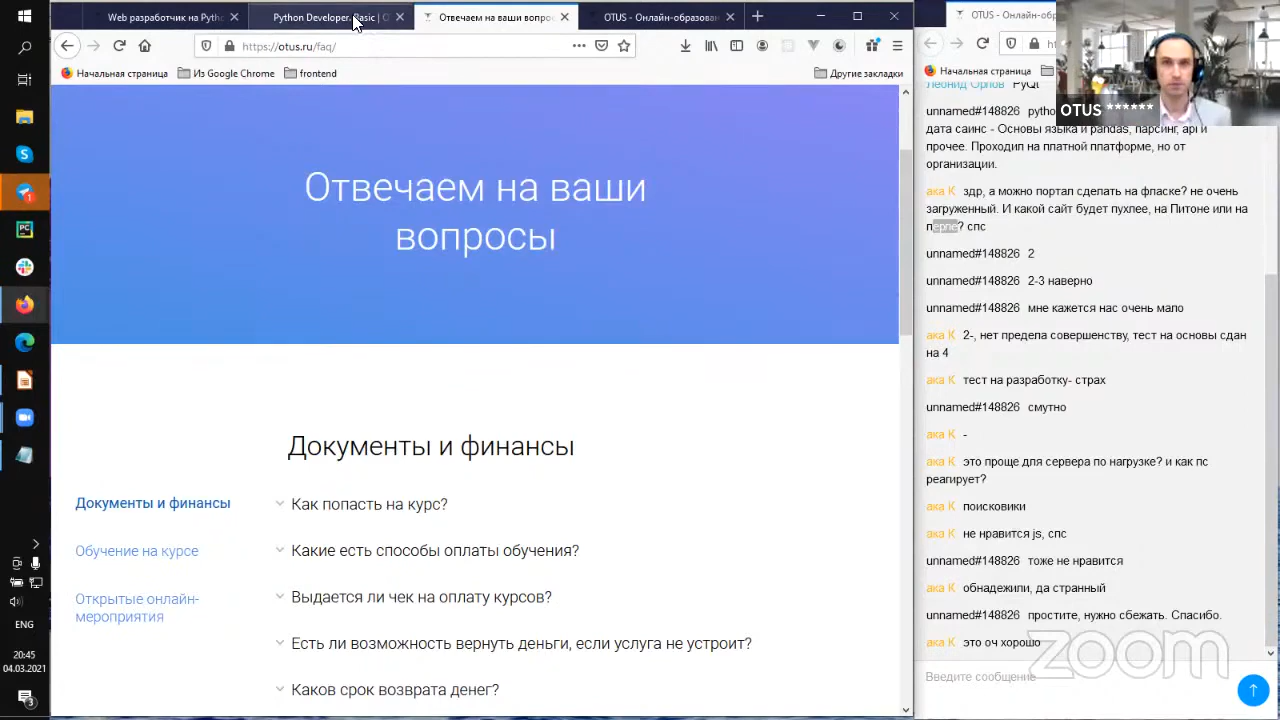 Web разработчик на Pytho
Python Developer. Basic | O
Отвечаем на ваши вопрос
OTUS - Онлайн-образован
https://otus.ru/faq/
Начальная страница
Из Google Chrome
frontend
Другие закладки
Отвечаем на ваши
вопросы
Документы и финансы
Документы и финансы
Обучение на курсе
Открытые онлайн-
мероприятия
Как попасть на курс?
Какие есть способы оплаты обучения?
Выдается ли чек на оплату курсов?
Есть ли возможность вернуть деньги, если услуга не устроит?
Каков срок возврата денег?
ENG
20:45
04.03.2021
3
OTUS - Онлайн-обр
Начальная страница
OTUS ******
Леонид Орлов PyQt
unnamed#148826 pytho
дата саинс - Основы языка и pandas, парсинг, api и
прочее. Проходил на платной платформе, но от
организации.
ака К здр, а можно портал сделать на фласке? не очень
загруженный. И какой сайт будет пухлее, на Питоне или на
перле? спс
unnamed#148826 2
unnamed#148826 2-3 наверно
unnamed#148826 мне кажется нас очень мало
ака К 2-, нет предела совершенству, тест на основы сдан
на 4
ака К тест на разработку- страх
unnamed#148826 смутно
ака К -
ака К это проще для сервера по нагрузке? и как пс
реагирует?
ака К поисковики
ака К не нравится js, спс
unnamed#148826 тоже не нравится
ака К обнадежили, да странный
unnamed#148826 простите, нужно сбежать. Спасибо.
ака К это оч хорошо
Введите сообщение
zoom